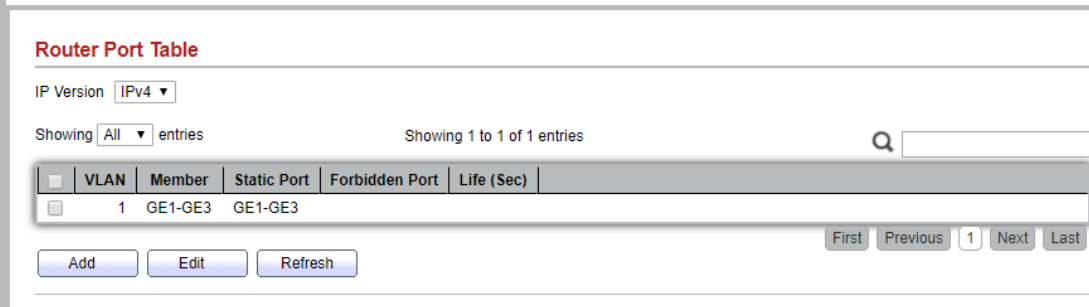 Router Port Table
IP Version IPv4
Showing All entries Showing 1 to 1 of 1 entries
VLAN Member Static Port Forbidden Port Life (Sec)
1 GE1-GE3 GE1-GE3
First Previous 1 Next Last
Add Edit Refresh